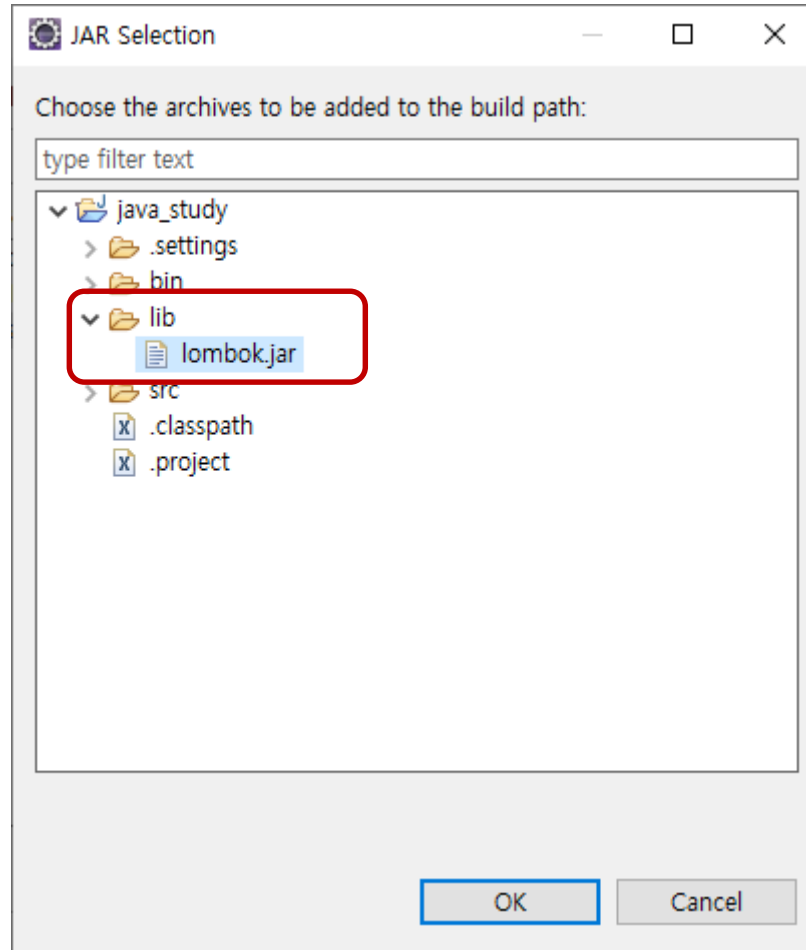 JAR Selection
Choose the archives to be added to the build path:
type filter text
java_study
.settings
bin
lib
lombok.jar
src
.classpath
.project
OK
Cancel